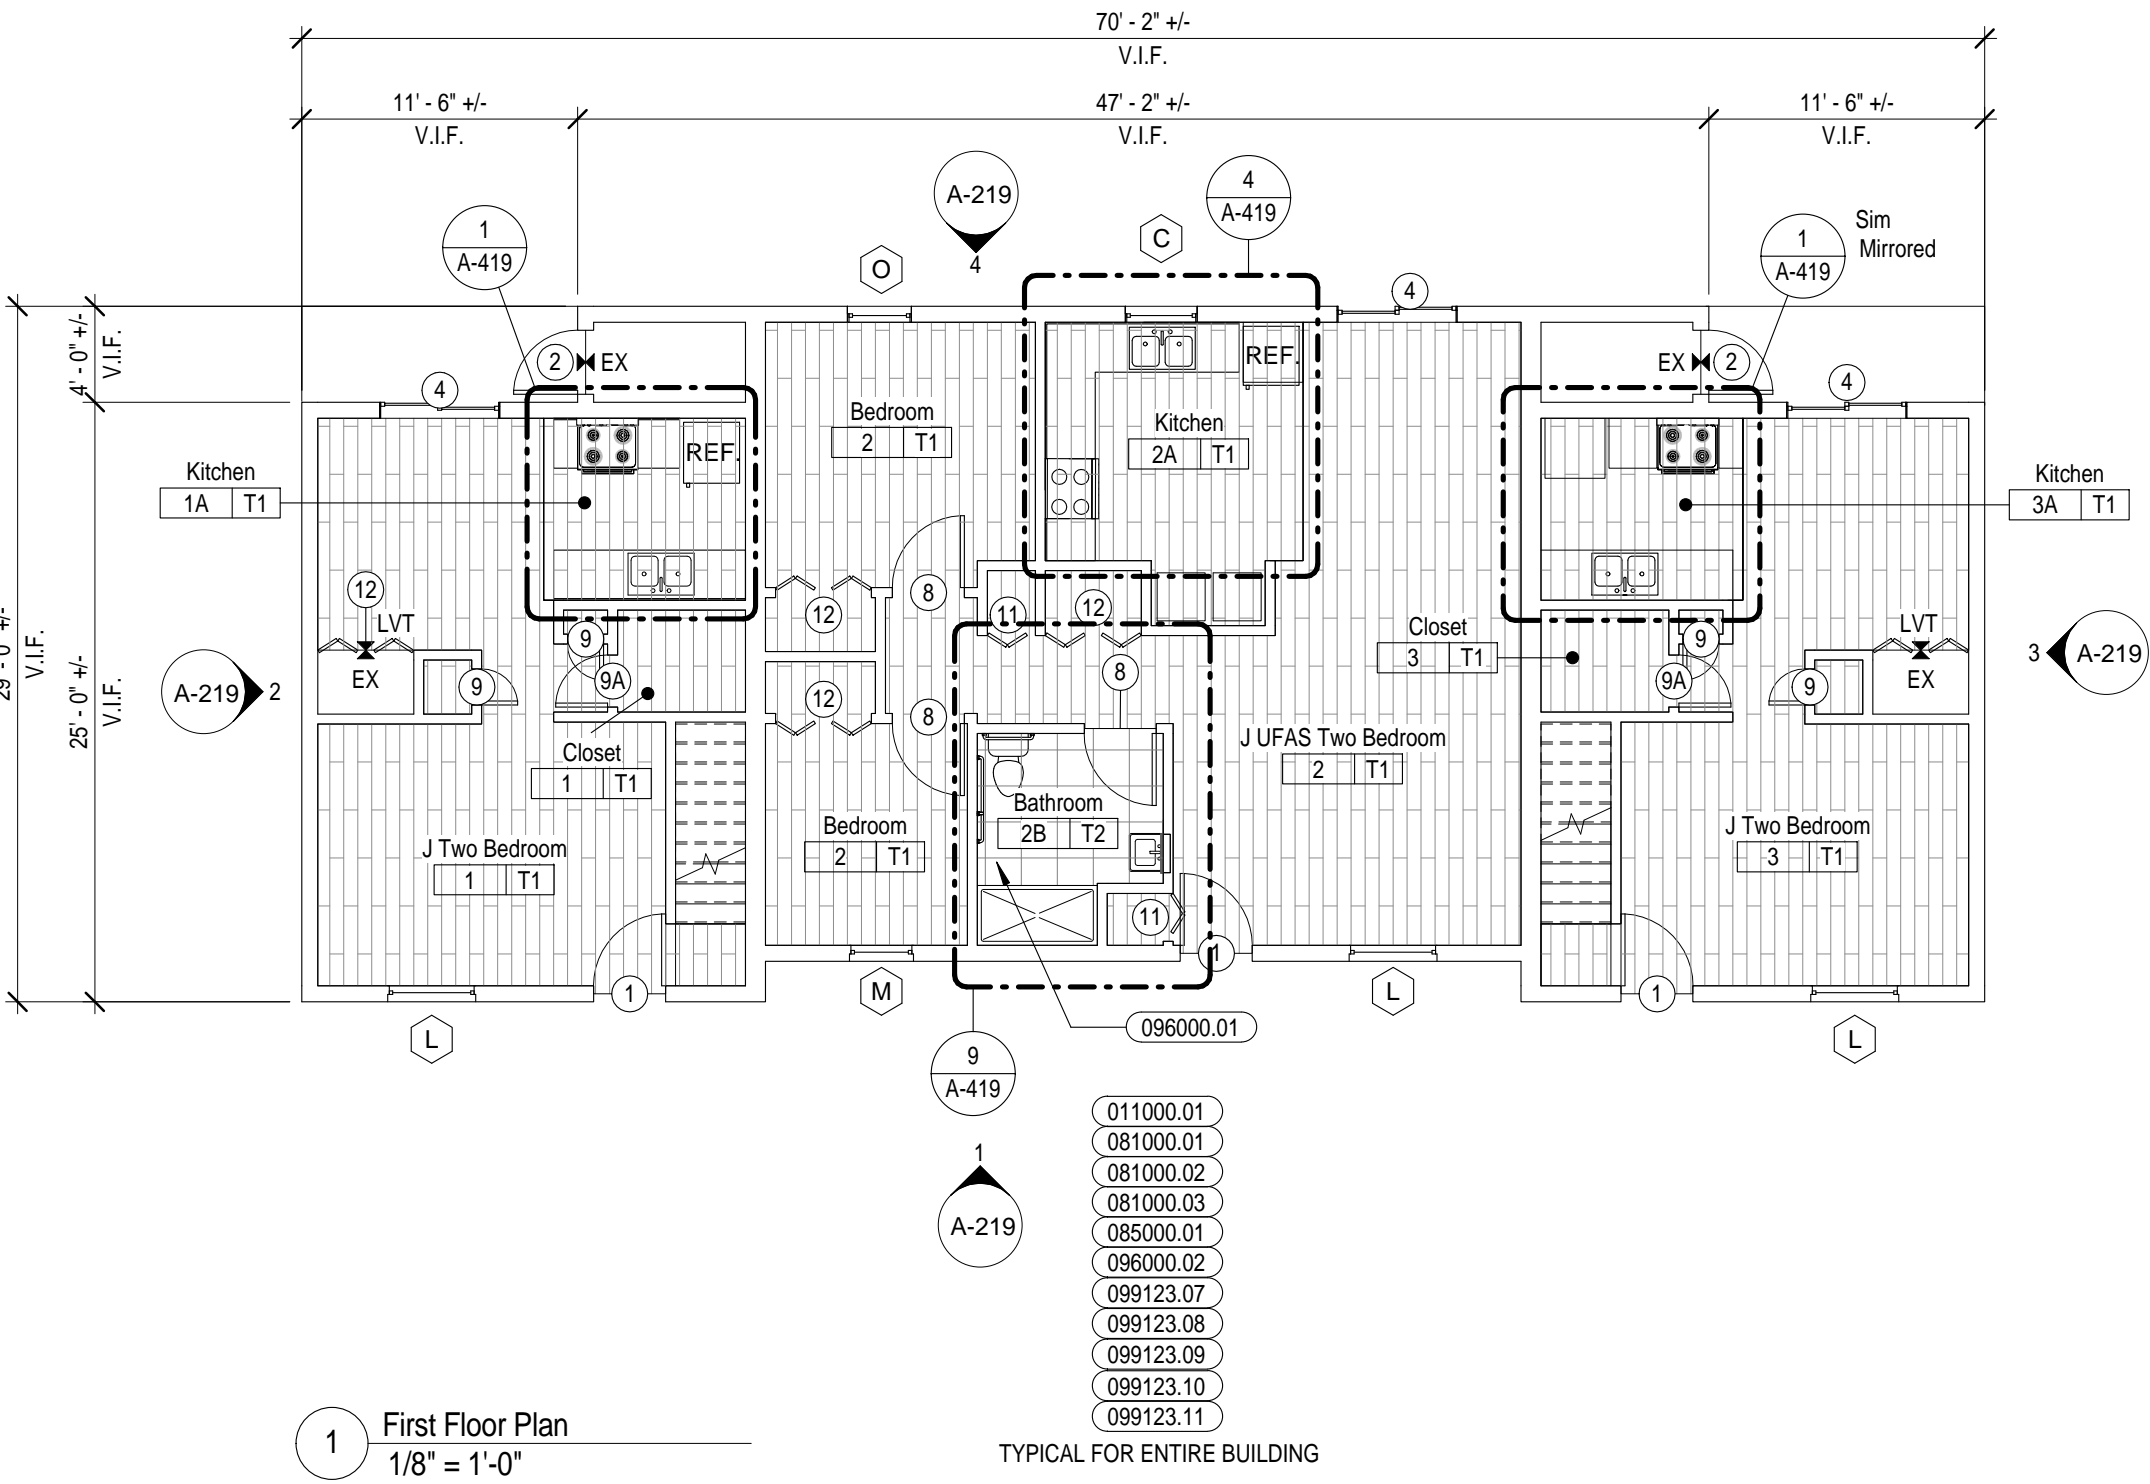 70' - 2" +/-
V.I.F.
11' - 6" +/-
V.I.F.
47' - 2" +/-
V.I.F.
11' - 6" +/-
V.I.F.
A-219
4
4
A-419
1
A-419
O
C
1
A-419
Sim
Mirrored
4' - 0" +/-
V.I.F.
29' - 0" +/-
V.I.F.
25' - 0" +/-
V.I.F.
2
EX
4
4
EX
2
4
REF.
REF.
Bedroom
2 T1
Kitchen
2A T1
Kitchen
1A T1
Kitchen
3A T1
12
LVT
EX
9
9
9A
12
8
11
12
8
12
8
Closet
3 T1
9
9A
9
LVT
EX
A-219
2
3
A-219
Closet
1 T1
J UFAS Two Bedroom
2 T1
Bathroom
2B T2
Bedroom
2 T1
J Two Bedroom
1 T1
J Two Bedroom
3 T1
11
1
1
1
L
M
L
L
096000.01
9
A-419
1
A-219
011000.01
081000.01
081000.02
081000.03
085000.01
096000.02
099123.07
099123.08
099123.09
099123.10
099123.11
TYPICAL FOR ENTIRE BUILDING
1
First Floor Plan
1/8" = 1'-0"